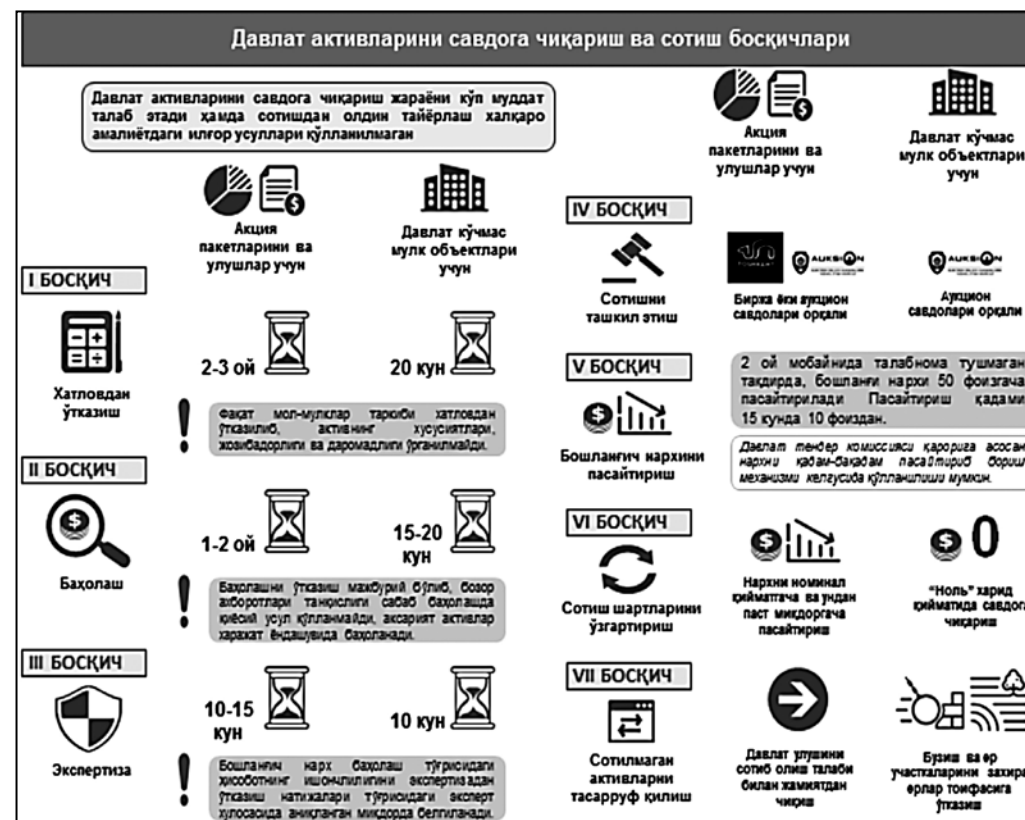 Давлат активларини савдога чиқариш ва сотиш босқичлари
Давлат активларини савдога чиқариш жараёни кўп муддат
талаб этади ҳамда сотишдан олдин тайёрлаш халқаро
амалиётдаги илғор усуллари қўлланилмаган
Акция
пакетларини ва
улушлар учун
Давлат кўчмас
мулк объектлари
учун
I БОСҚИЧ
Хатловдан
ўтказиш
2-3 ой
20 кун
Фақат мол-мулклар таркиби хатловдан
ўтказилиб, активнинг хусусиятлари,
жозибадорлиги ва даромадлиги ўрганилмайди.
II БОСҚИЧ
Баҳолаш
1-2 ой
15-20
кун
Баҳолашни ўтказиш мажбурий бўлиб, бозор
ахборотлари танқислиги сабаб баҳолашда
қиёсий усул қўлланмайди, аксарият активлар
харажат ёндашувида баҳоланади.
III БОСҚИЧ
Экспертиза
10-15
кун
10 кун
Бошланғич нарх баҳолаш тўғрисидаги
ҳисоботнинг ишончлилигини экспертизадан
ўтказиш натижалари тўғрисидаги эксперт
хулосасида аниқланган миқдорда белгиланади.
Акция
пакетларини ва
улушлар учун
Давлат кўчмас
мулк объектлари
учун
IV БОСҚИЧ
Сотишни
ташкил этиш
AUKSION
Биржа ёки аукцион
савдолари орқали
AUKSION
Аукцион
савдолари орқали
V БОСҚИЧ
Бошланғич нархини
пасайтириш
2 ой мобайнида талабнома тушмаган
тақдирда, бошланғи нархи 50 фоизгача
пасайтирилади Пасайтириш қадами
15 кунда 10 фоиздан.
Давлат тендер комиссияси қарорига асосан
нархни қадам-бақадам пасайтириб бориш
механизми келгусида қўлланилиши мумкин.
VI БОСҚИЧ
Сотиш шартларини
ўзгартириш
Нархни номинал
қийматгача ва ундан
паст миқдоргача
пасайтириш
0
"Ноль" харид
қийматида савдога
чиқариш
VII БОСҚИЧ
Сотилмаган
активларни
тасарруф қилиш
Давлат улушини
сотиб олиш талаби
билан жамиятдан
чиқиш
Бузиш ва ер
участкаларини захира
ерлар тоифасига
ўтказиш